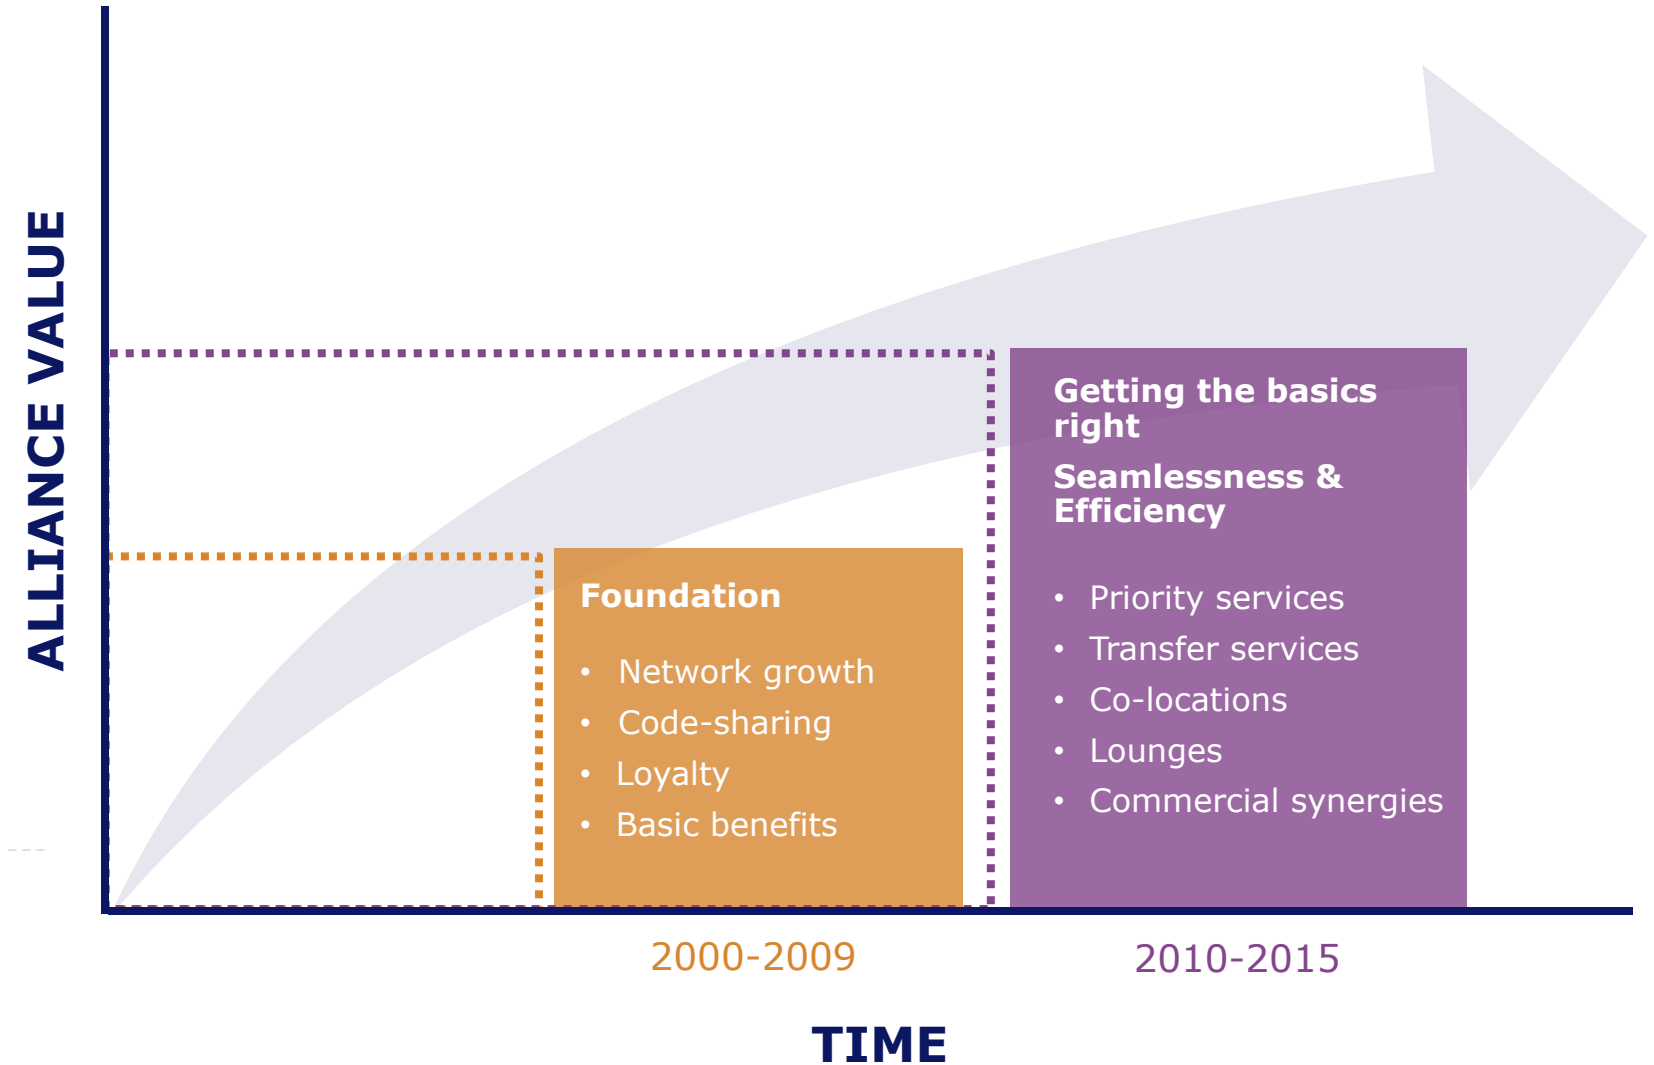 ALLIANCE VALUE
Getting the basics
right
Seamlessness &
Efficiency
• Priority services
• Transfer services
• Co-locations
• Lounges
• Commercial synergies
Foundation
• Network growth
• Code-sharing
• Loyalty
• Basic benefits
2000-2009
2010-2015
TIME